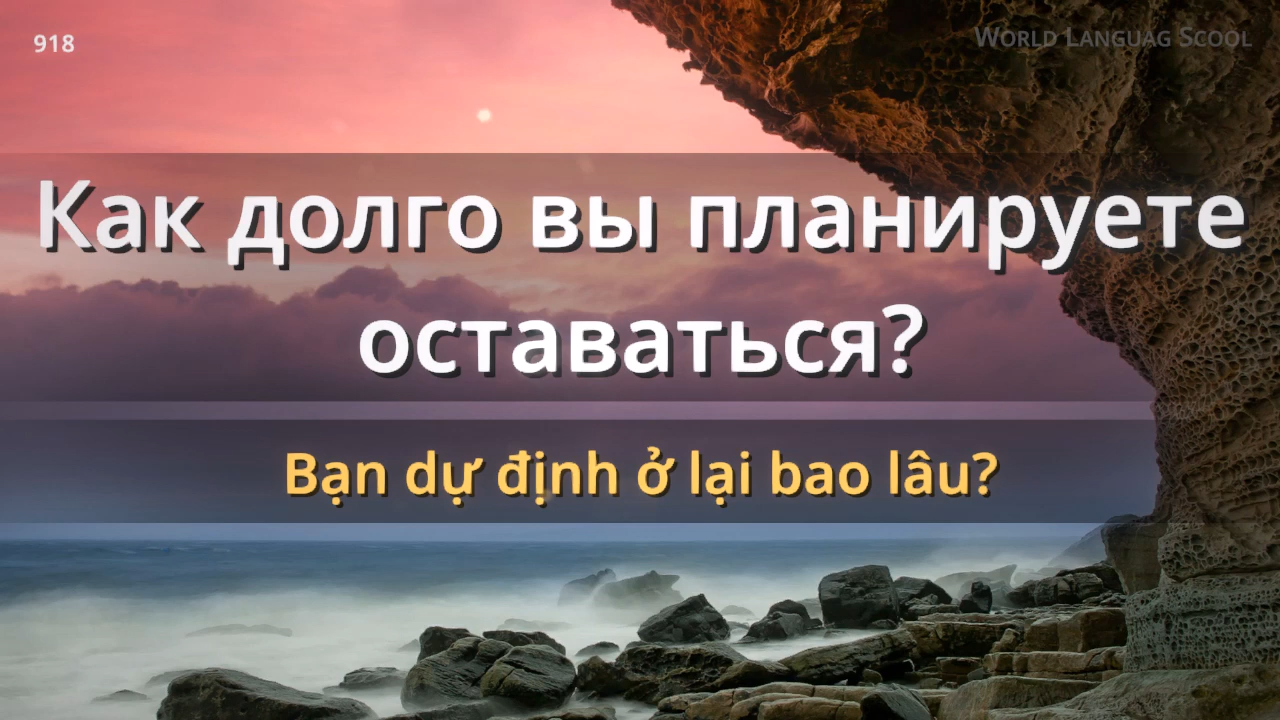 918
World Languag Scool
Как долго вы планируете
оставаться?
Bạn dự định ở lại bao lâu?